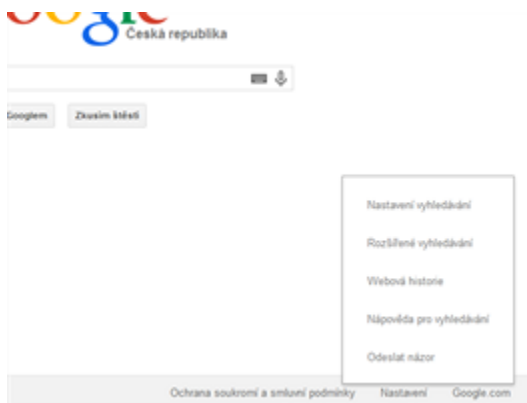 Google
Česká republika
Googlem
Zkusím štěstí
Nastavení vyhledávání
Rozšířené vyhledávání
Webová historie
Nápověda pro vyhledávání
Odeslat názor
Ochrana soukromí a smluvní podmínky Nastavení Google.com